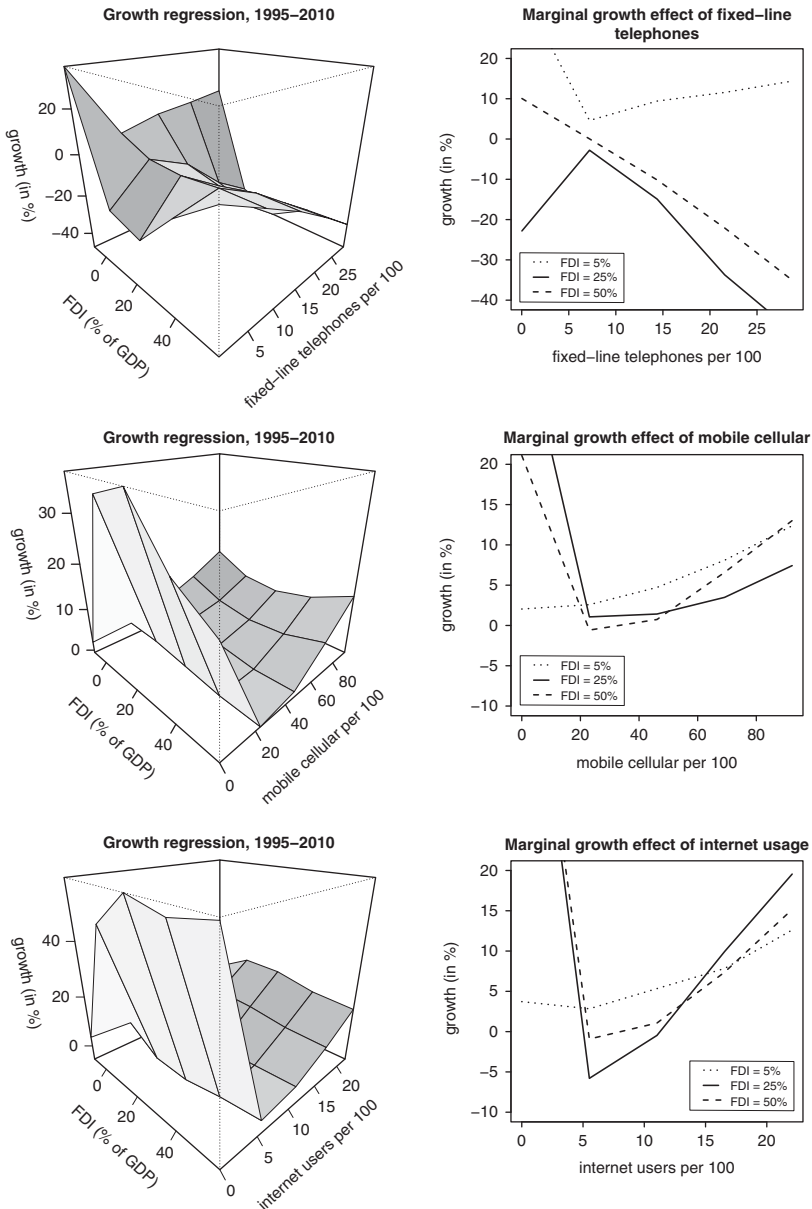 Growth regression, 1995–2010
growth (in %)
20
0
−20
−40
0
20
40
FDI (% of GDP)
5
10
15
20
25
fixed–line telephones per 100
Marginal growth effect of fixed–line
telephones
growth (in %)
20
10
0
−10
−20
−30
−40
FDI = 5%
FDI = 25%
FDI = 50%
0
5
10
15
20
25
fixed–line telephones per 100
Growth regression, 1995–2010
growth (in %)
30
20
10
0
0
20
40
FDI (% of GDP)
0
20
40
60
80
mobile cellular per 100
Marginal growth effect of mobile cellular
growth (in %)
20
15
10
5
0
−5
−10
FDI = 5%
FDI = 25%
FDI = 50%
0
20
40
60
80
mobile cellular per 100
Growth regression, 1995–2010
growth (in %)
40
20
0
0
20
40
FDI (% of GDP)
0
5
10
15
20
internet users per 100
Marginal growth effect of internet usage
growth (in %)
20
15
10
5
0
−5
−10
FDI = 5%
FDI = 25%
FDI = 50%
0
5
10
15
20
internet users per 100